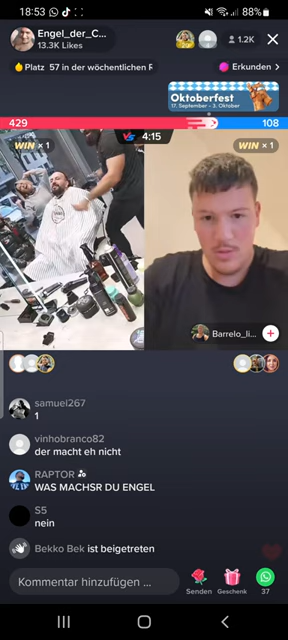 18:53
88%
Engel_der_C...
13.3K Likes
1.2K
Platz 57 in der wöchentlichen R
Erkunden >
Oktoberfest
17. September - 3. Oktober
429
108
WIN × 1
VS 4:15
WIN × 1
Barrelo_li...
samuel267
1
vinhobranco82
der macht eh nicht
RAPTOR
WAS MACHSR DU ENGEL
S5
nein
Bekko Bek ist beigetreten
Kommentar hinzufügen ...
Senden
Geschenk
37